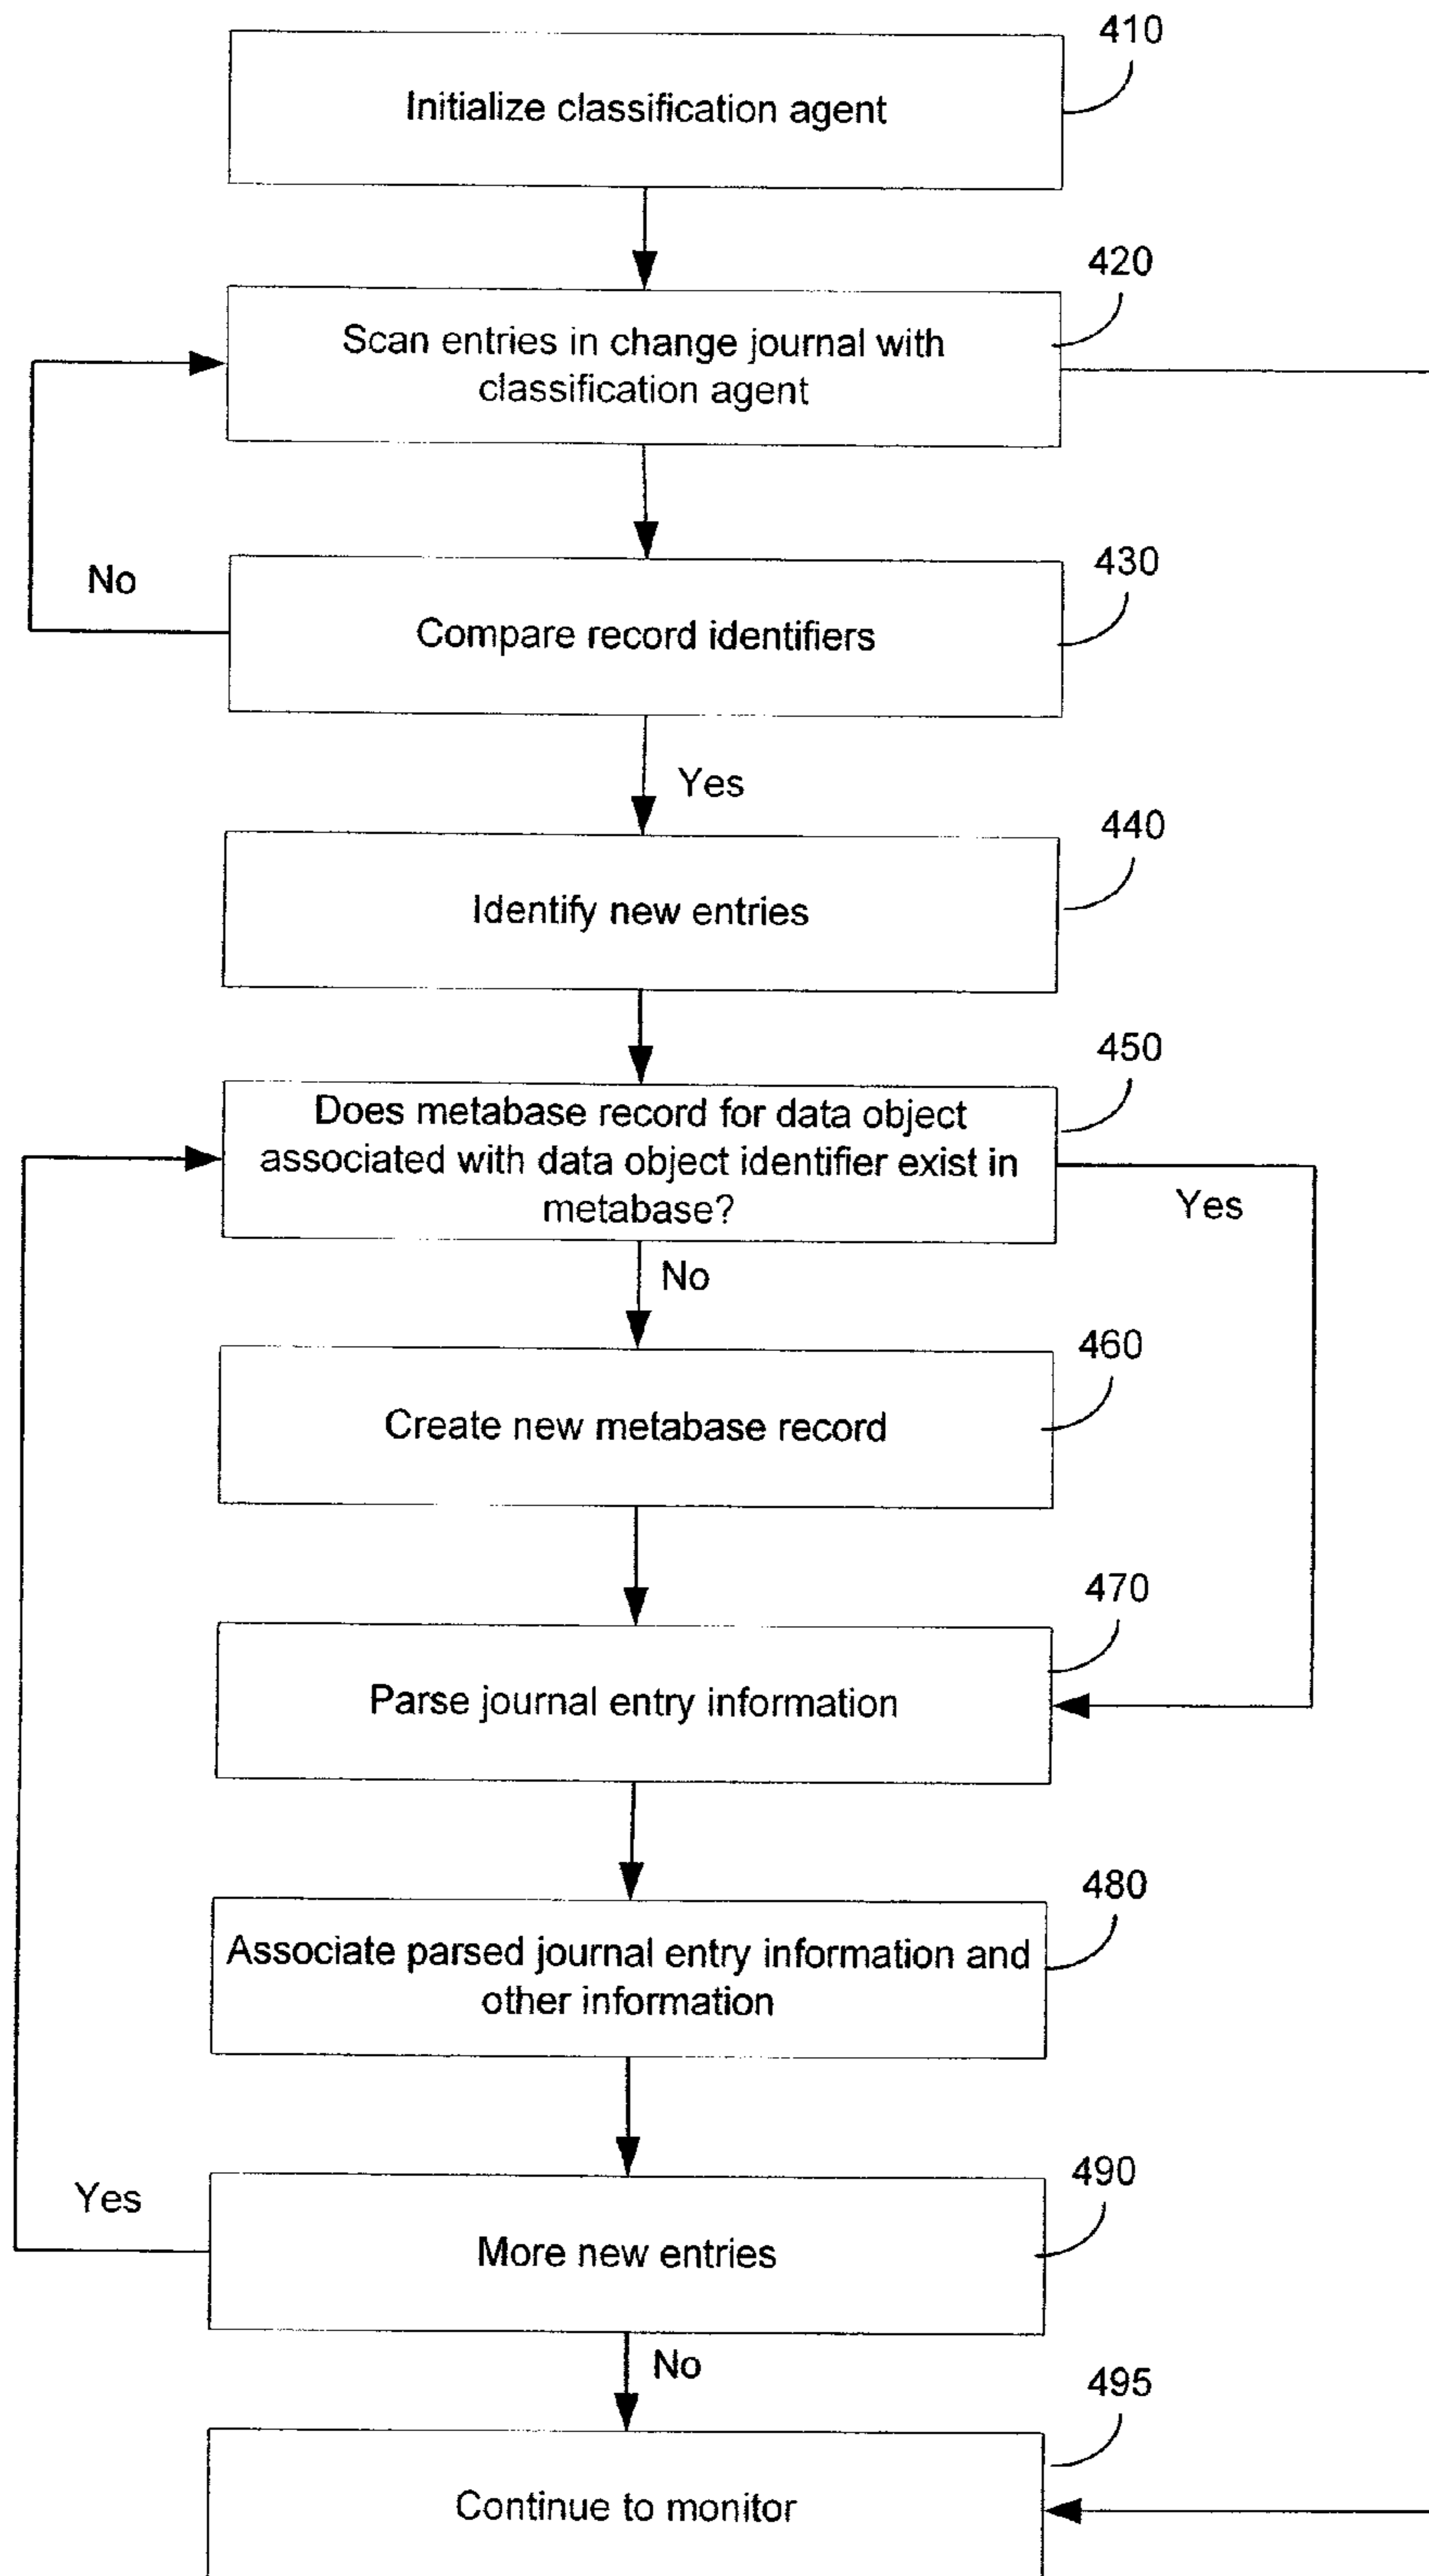 410
Initialize classification agent
420
Scan entries in change journal with
classification agent
430
No
Compare record identifiers
Yes
440
Identify new entries
450
Does metabase record for data object
associated with data object identifier exist in
metabase?
Yes
No
460
Create new metabase record
470
Parse journal entry information
480
Associate parsed journal entry information and
other information
490
Yes
More new entries
No
495
Continue to monitor